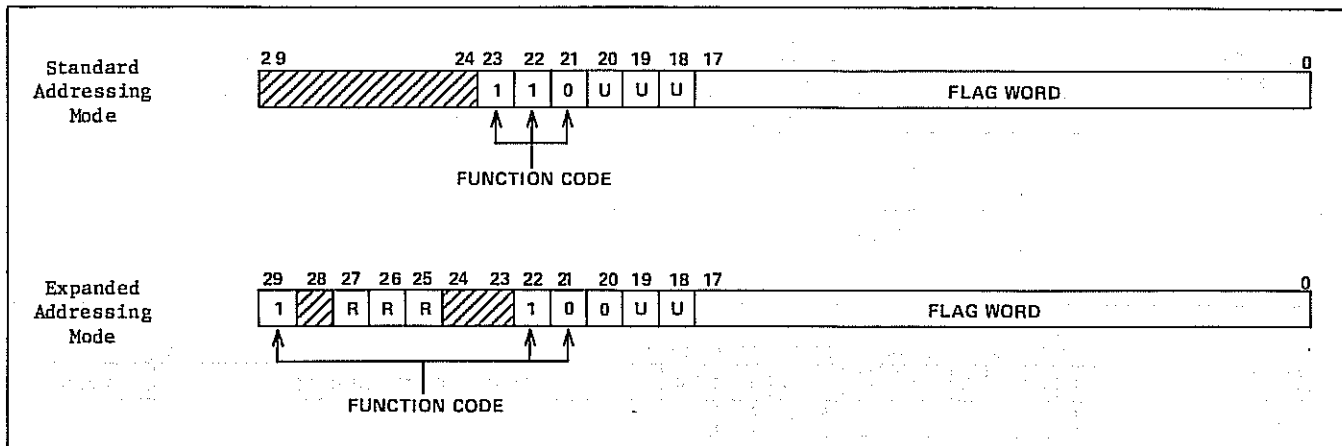 Standard
Addressing
Mode
29 24 23 22 21 20 19 18 17 0
1 1 0 U U U FLAG WORD
FUNCTION CODE
Expanded
Addressing
Mode
29 28 27 26 25 24 23 22 21 20 19 18 17 0
1 R R R 1 0 0 U U FLAG WORD
FUNCTION CODE